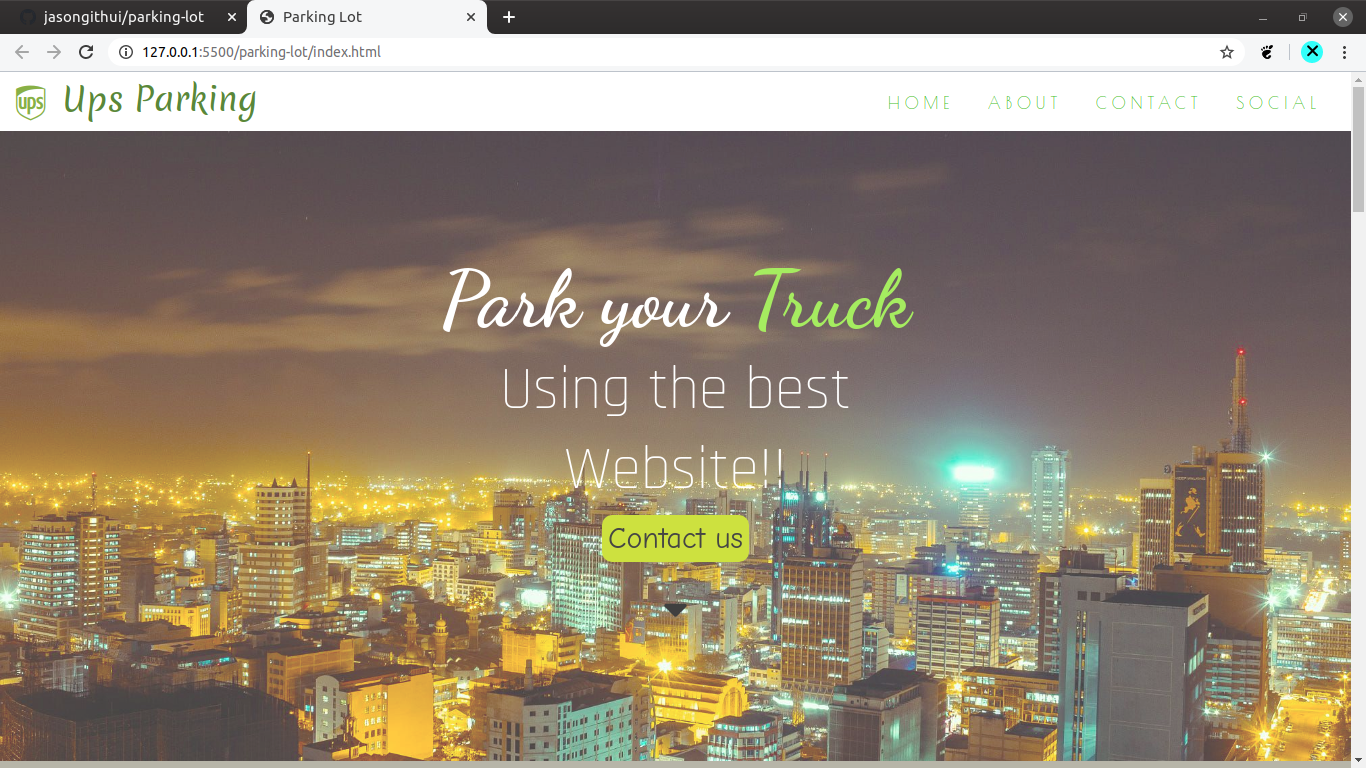 jasongithui/parking-lot
Parking Lot
127.0.0.1:5500/parking-lot/index.html
ups
Ups Parking
HOME
ABOUT
CONTACT
SOCIAL
Park your Truck
Using the best
Website!!
Contact us